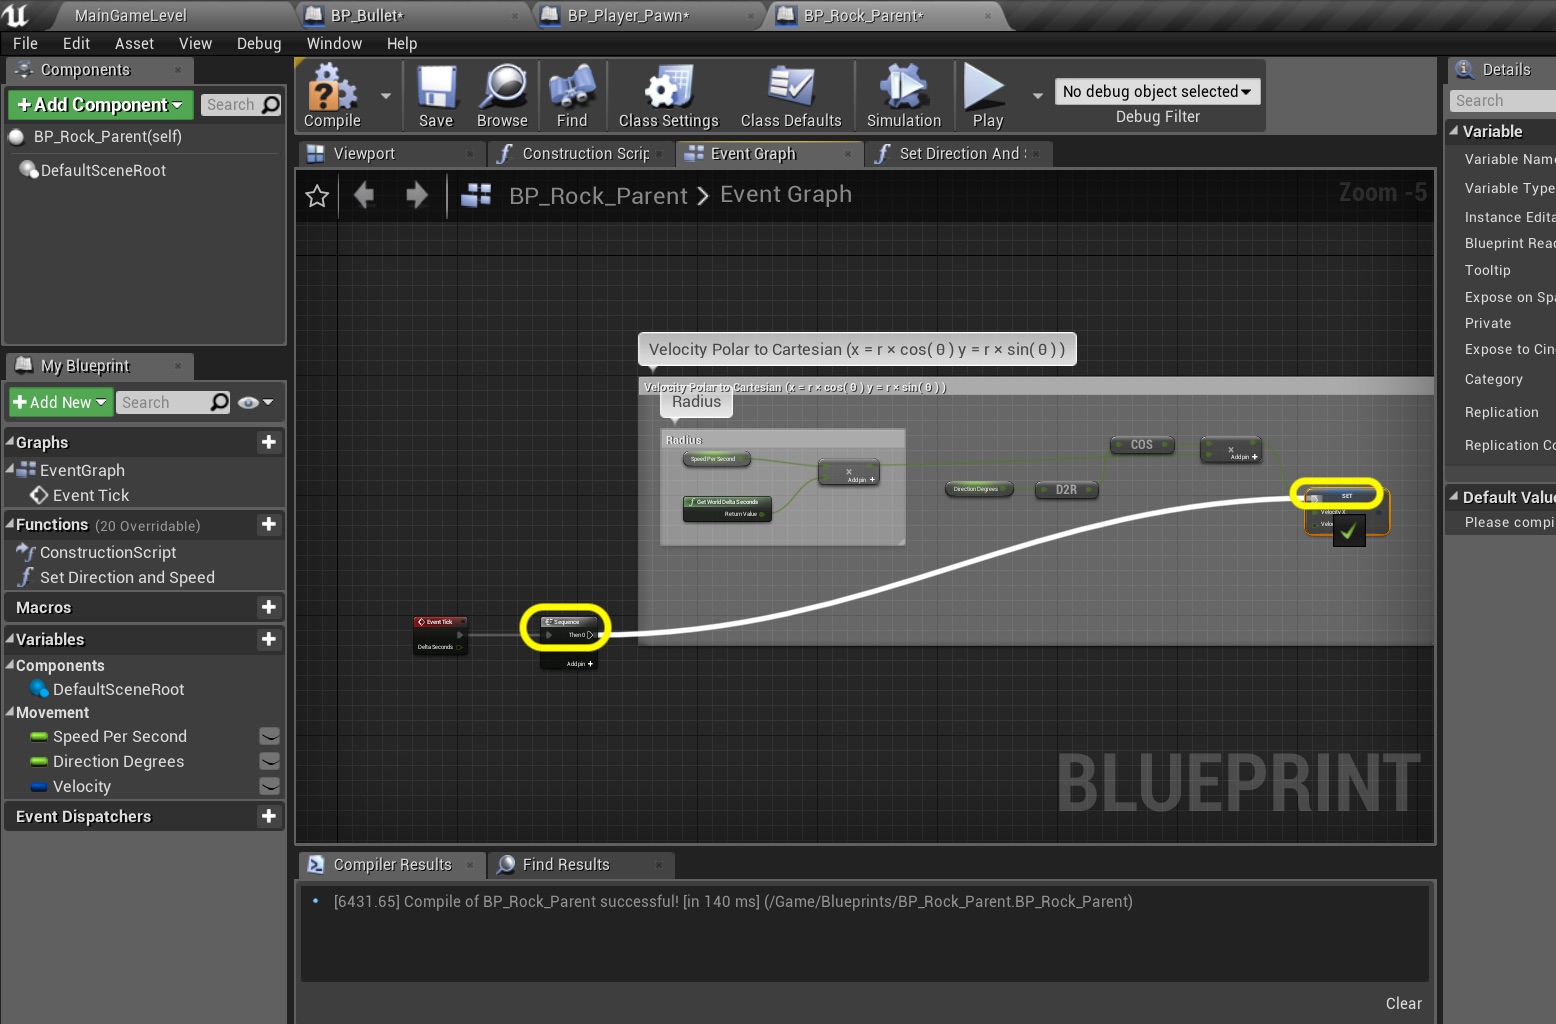 MainGameLevel
BP_Bullet*
BP_Player_Pawn*
BP_Rock_Parent*
File Edit Asset View Debug Window Help
Components
+Add Component
Search
BP_Rock_Parent(self)
DefaultSceneRoot
Compile
Save
Browse
Find
Class Settings
Class Defaults
Simulation
Play
No debug object selected
Debug Filter
Viewport
Construction Scrip
Event Graph
Set Direction And
BP_Rock_Parent > Event Graph
Zoom -5
Velocity Polar to Cartesian (x = r × cos( θ ) y = r × sin( θ ) )
Velocity Polar to Cartesian (x = r × cos( θ ) y = r × sin( θ ) )
Radius
Radius
Speed Per Second
×
Add pin +
Get World Delta Seconds
Return Value
Direction Degrees
D2R
COS
×
Add pin +
SET
Velocity X
Velo
Event Tick
Delta Seconds
Sequence
Then 0
Add pin +
BLUEPRINT
My Blueprint
+Add New
Search
Graphs
EventGraph
Event Tick
Functions (20 Overridable)
ConstructionScript
Set Direction and Speed
Macros
Variables
Components
DefaultSceneRoot
Movement
Speed Per Second
Direction Degrees
Velocity
Event Dispatchers
Compiler Results
Find Results
[6431.65] Compile of BP_Rock_Parent successful! [in 140 ms] (/Game/Blueprints/BP_Rock_Parent.BP_Rock_Parent)
Clear
Details
Search
Variable
Variable Name
Variable Type
Instance Edita
Blueprint Read
Tooltip
Expose on Spa
Private
Expose to Cin
Category
Replication
Replication Co
Default Value
Please compi